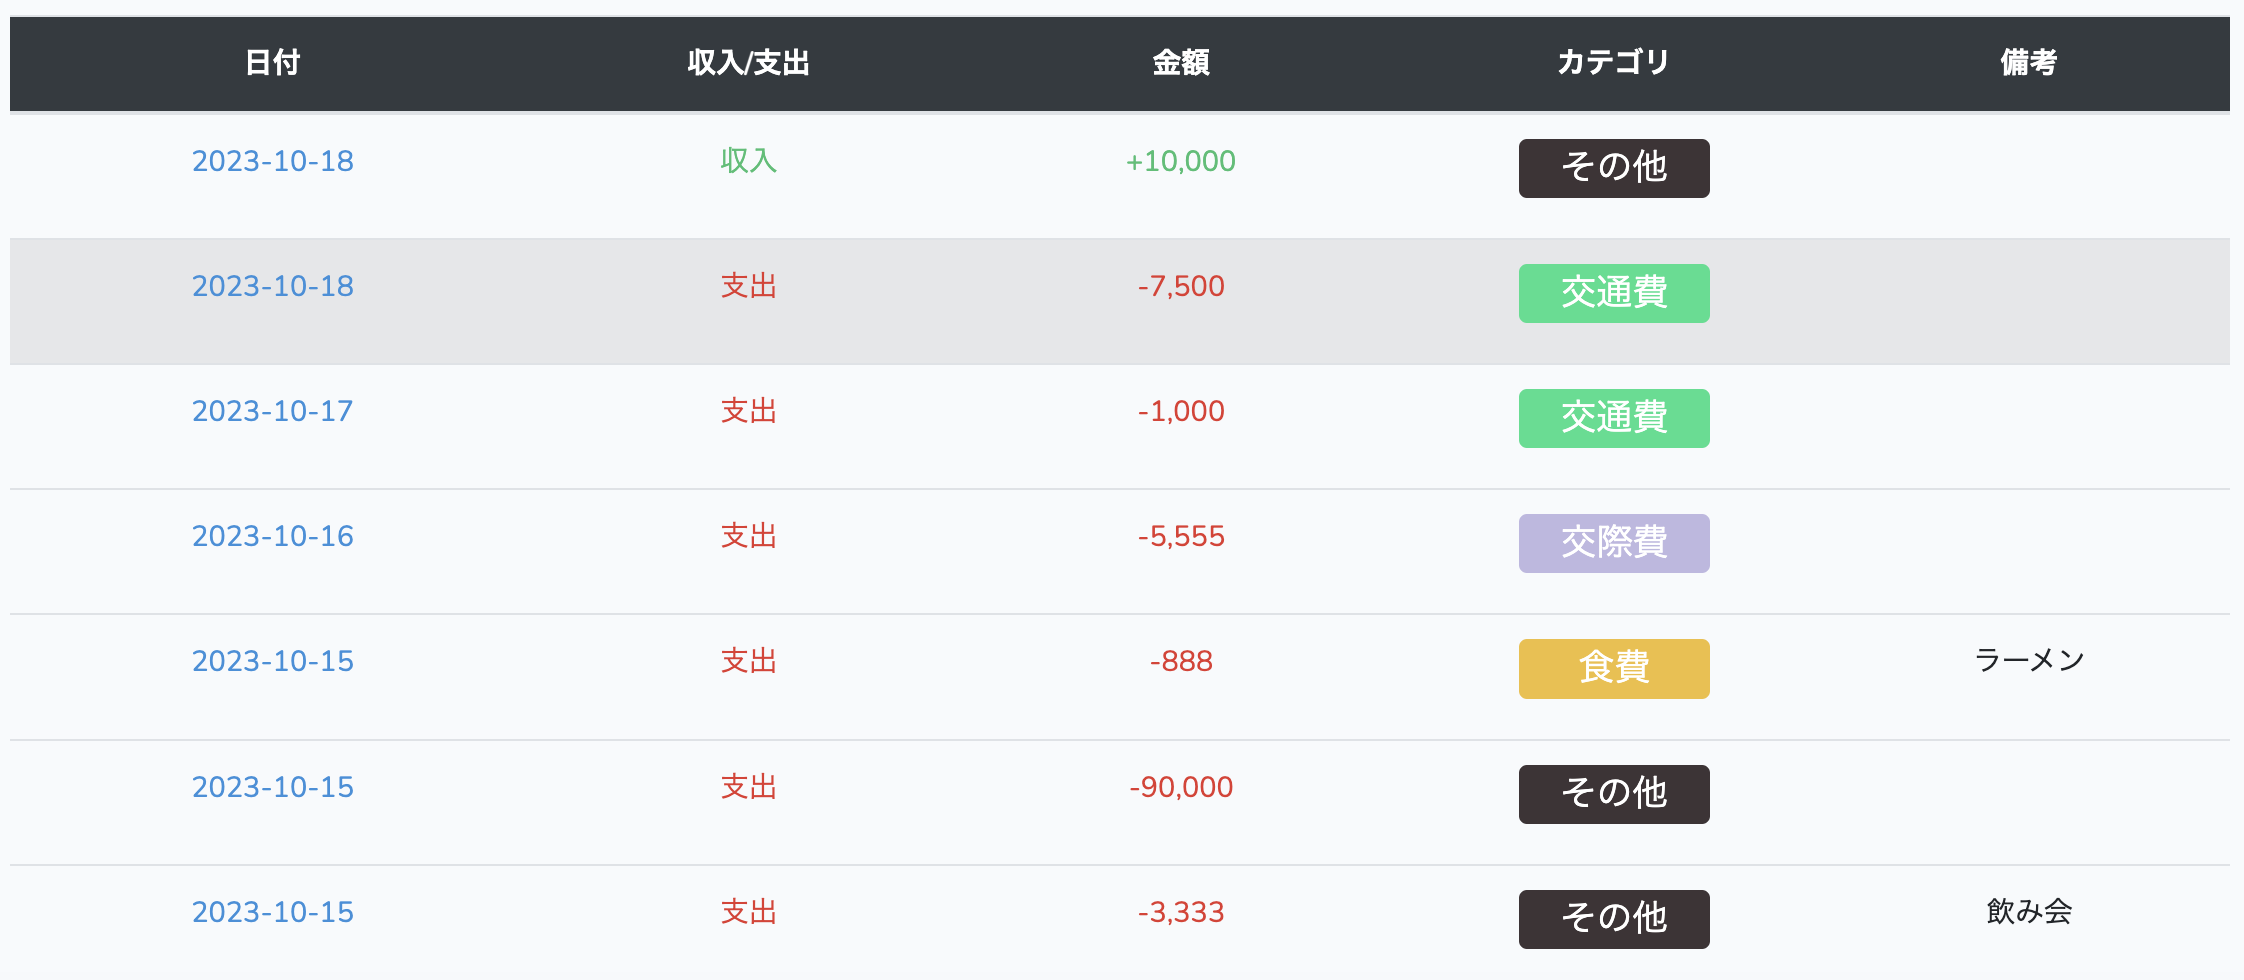 日付 収入/支出 金額 カテゴリ 備考
2023-10-18 収入 +10,000 その他
2023-10-18 支出 -7,500 交通費
2023-10-17 支出 -1,000 交通費
2023-10-16 支出 -5,555 交際費
2023-10-15 支出 -888 食費 ラーメン
2023-10-15 支出 -90,000 その他
2023-10-15 支出 -3,333 その他 飲み会